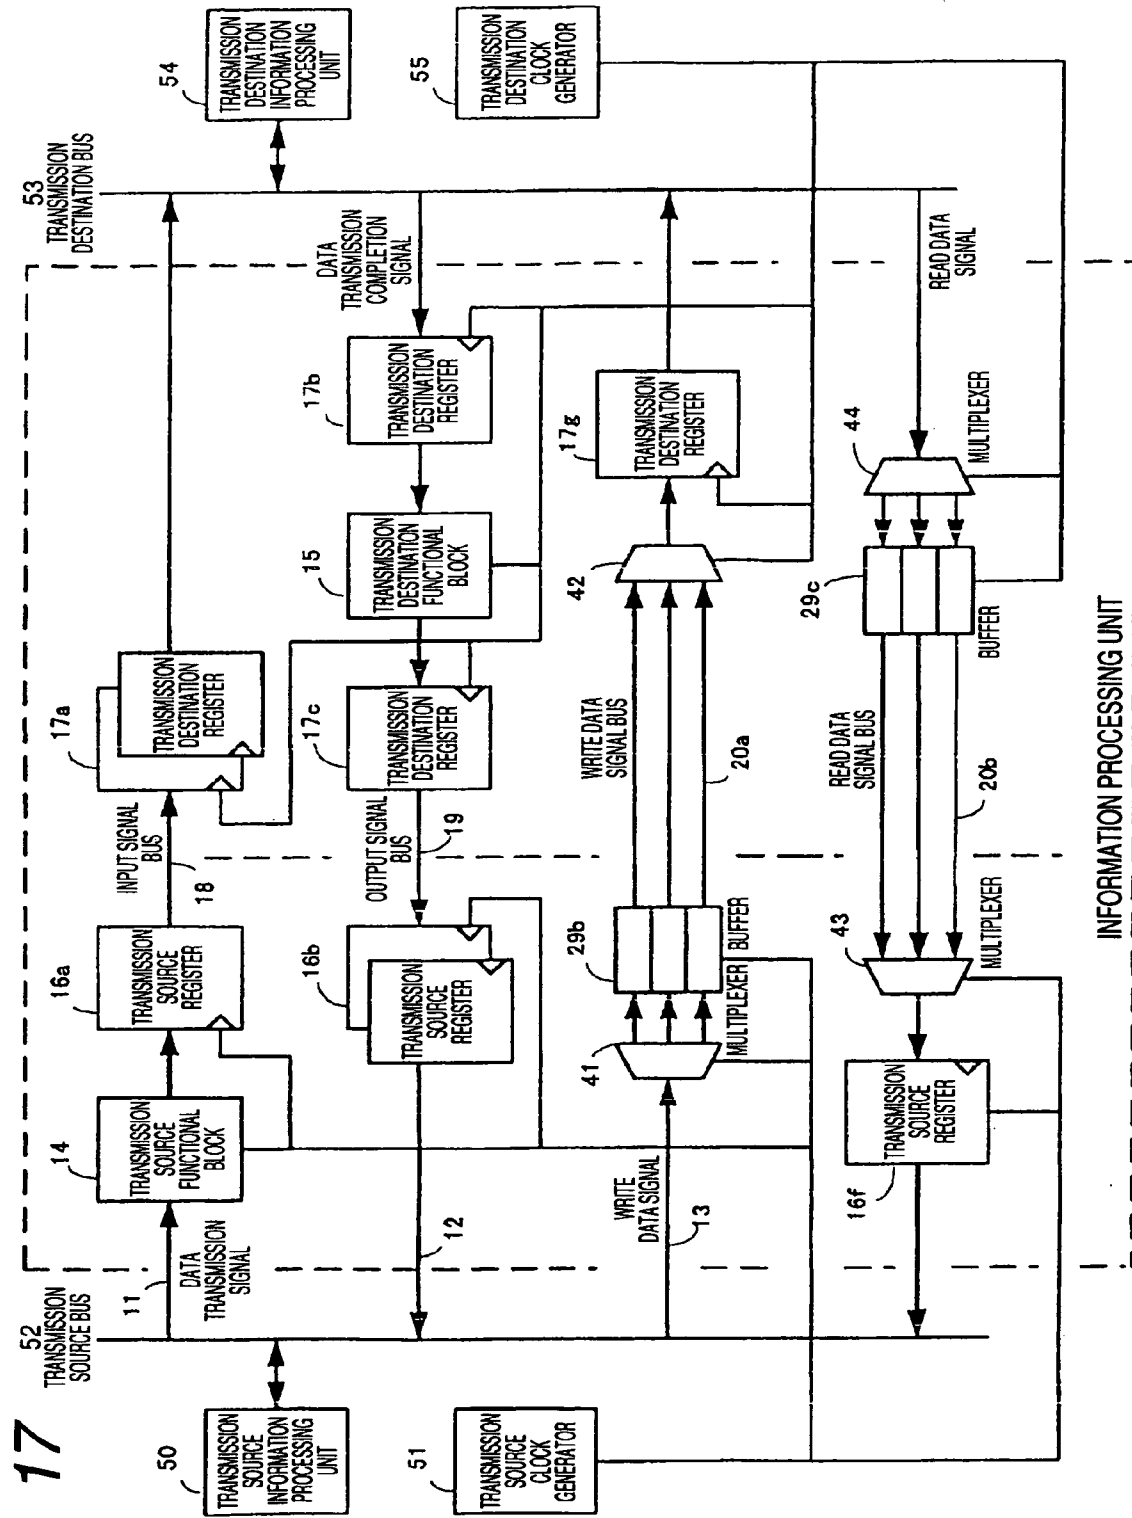 17
52
TRANSMISSION
SOURCE BUS
53
TRANSMISSION
DESTINATION BUS
50
TRANSMISSION
SOURCE
INFORMATION
PROCESSING
UNIT
51
TRANSMISSION
SOURCE
CLOCK
GENERATOR
54
TRANSMISSION
DESTINATION
INFORMATION
PROCESSING
UNIT
55
TRANSMISSION
DESTINATION
CLOCK
GENERATOR
11
DATA
TRANSMISSION
SIGNAL
14
TRANSMISSION
SOURCE
FUNCTIONAL
BLOCK
16a
TRANSMISSION
SOURCE
REGISTER
INPUT SIGNAL
BUS
18
17a
TRANSMISSION
DESTINATION
REGISTER
12
16b
TRANSMISSION
SOURCE
REGISTER
OUTPUT SIGNAL
BUS
19
17c
TRANSMISSION
DESTINATION
REGISTER
15
TRANSMISSION
DESTINATION
FUNCTIONAL
BLOCK
17b
TRANSMISSION
DESTINATION
REGISTER
DATA
TRANSMISSION
COMPLETION
SIGNAL
WRITE
DATA SIGNAL
13
41
MULTIPLEXER
29b
BUFFER
WRITE DATA
SIGNAL BUS
20a
42
17g
TRANSMISSION
DESTINATION
REGISTER
16f
TRANSMISSION
SOURCE
REGISTER
43
MULTIPLEXER
READ DATA
SIGNAL BUS
20b
29c
BUFFER
44
MULTIPLEXER
READ DATA
SIGNAL
INFORMATION PROCESSING UNIT